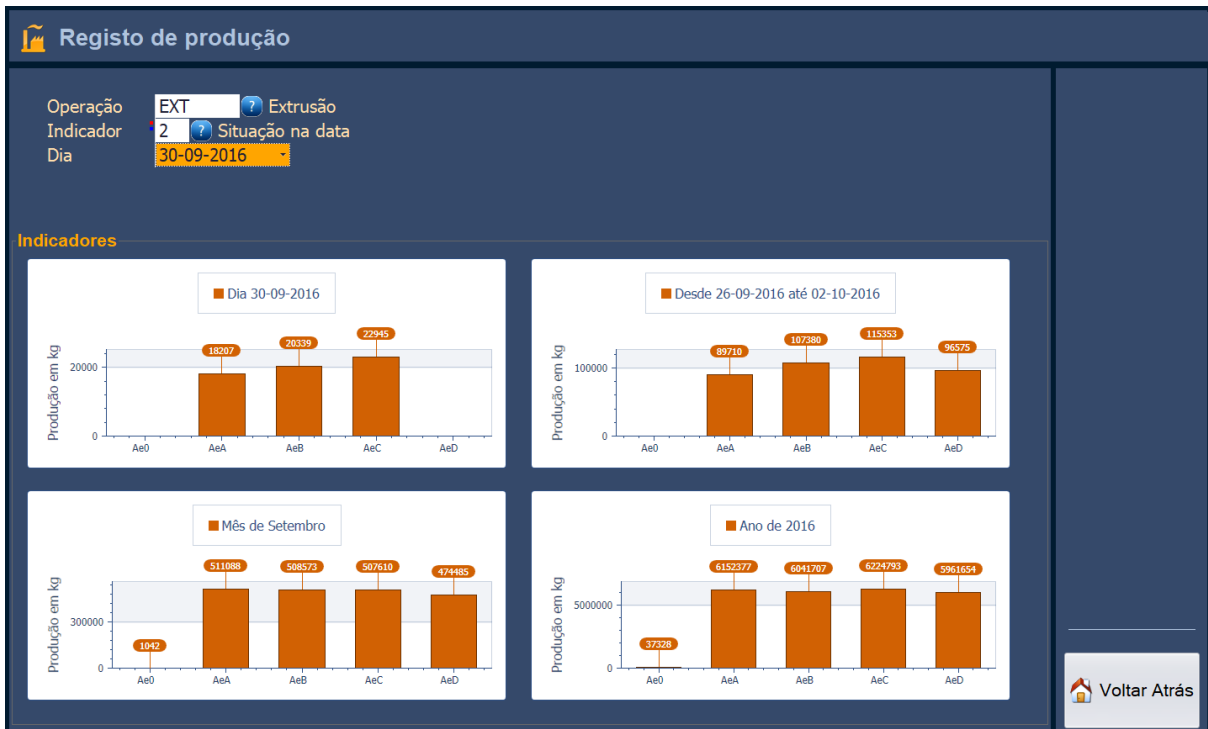 Registo de produção
Operação EXT ? Extrusão
Indicador 2 ? Situação na data
Dia 30-09-2016
Indicadores
Dia 30-09-2016
Produção em kg
20000
0
18207
20339
22945
Ae0 AeA AeB AeC AeD
Desde 26-09-2016 até 02-10-2016
Produção em kg
100000
0
89710
107380
115353
96575
Ae0 AeA AeB AeC AeD
Mês de Setembro
Produção em kg
300000
0
1042
511088
508573
507610
474485
Ae0 AeA AeB AeC AeD
Ano de 2016
Produção em kg
5000000
0
37328
6152377
6041707
6224793
5961654
Ae0 AeA AeB AeC AeD
Voltar Atrás